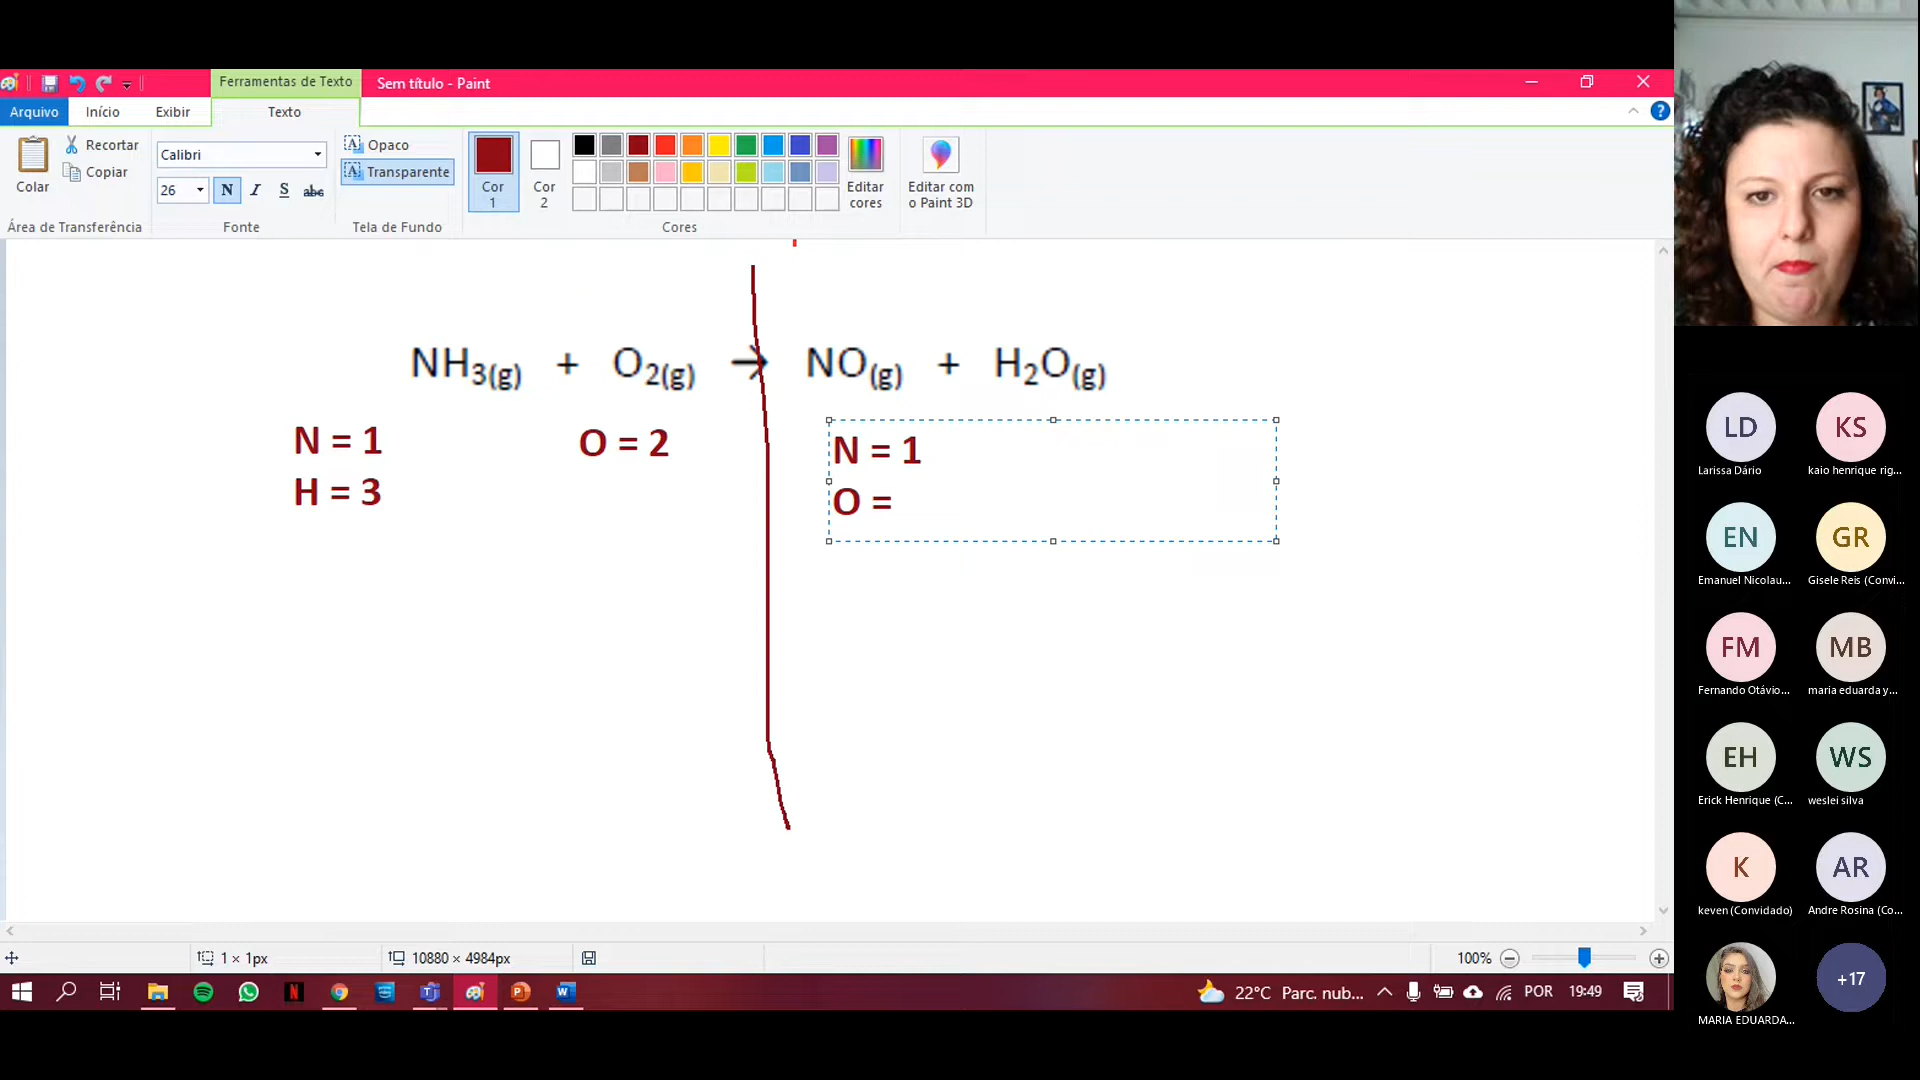 Ferramentas de Texto
Sem título - Paint
Arquivo
Início
Exibir
Texto
Colar
Recortar
Copiar
Área de Transferência
Calibri
26
N I S abc
Fonte
Opaco
Transparente
Tela de Fundo
Cor
1
Cor
2
Editar
cores
Cores
Editar com
o Paint 3D
NH3(g) + O2(g) → NO(g) + H2O(g)
N = 1
H = 3
O = 2
N = 1
O =
1 × 1px
10880 × 4984px
100%
22°C Parc. nub...
POR
19:49
LD
Larissa Dário
KS
kaio henrique rig...
EN
Emanuel Nicolau...
GR
Gisele Reis (Convi...
FM
Fernando Otávio...
MB
maria eduarda y...
EH
Erick Henrique (C...
WS
weslei silva
K
keven (Convidado)
AR
Andre Rosina (Co...
MARIA EDUARDA...
+17